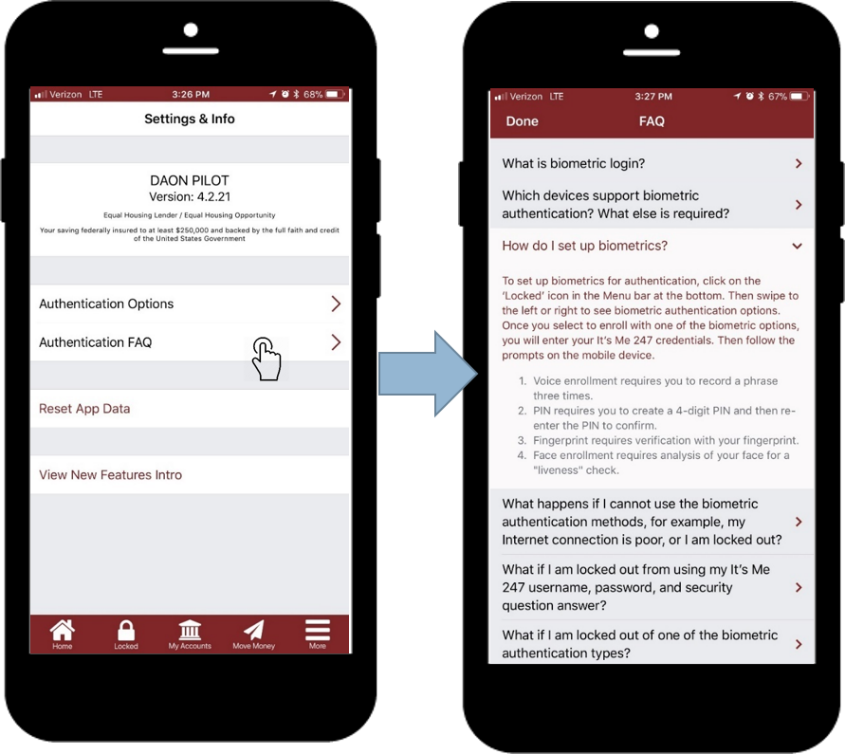 Verizon LTE 3:26 PM 68%
Settings & Info
DAON PILOT
Version: 4.2.21
Equal Housing Lender / Equal Housing Opportunity
Your saving federally insured to at least $250,000 and backed by the full faith and credit
of the United States Government
Authentication Options
Authentication FAQ
Reset App Data
View New Features Intro
Home Locked My Accounts Move Money More
Verizon LTE 3:27 PM 67%
Done FAQ
What is biometric login?
Which devices support biometric
authentication? What else is required?
How do I set up biometrics?
To set up biometrics for authentication, click on the
'Locked' icon in the Menu bar at the bottom. Then swipe to
the left or right to see biometric authentication options.
Once you select to enroll with one of the biometric options,
you will enter your It's Me 247 credentials. Then follow the
prompts on the mobile device.
1. Voice enrollment requires you to record a phrase
three times.
2. PIN requires you to create a 4-digit PIN and then re-
enter the PIN to confirm.
3. Fingerprint requires verification with your fingerprint.
4. Face enrollment requires analysis of your face for a
"liveness" check.
What happens if I cannot use the biometric
authentication methods, for example, my
Internet connection is poor, or I am locked out?
What if I am locked out from using my It's Me
247 username, password, and security
question answer?
What if I am locked out of one of the biometric
authentication types?